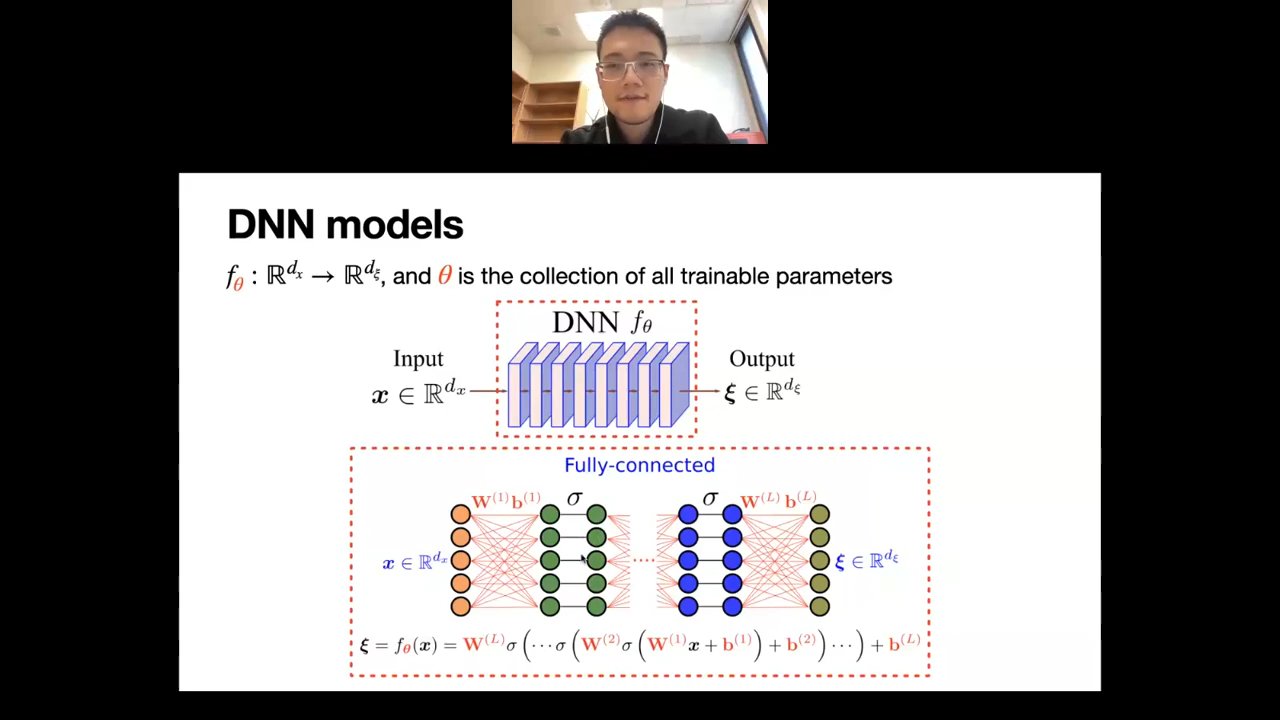 DNN models
f_θ : ℝ^{d_x} → ℝ^{d_ξ}, and θ is the collection of all trainable parameters
DNN f_θ
Input
x ∈ ℝ^{d_x}
Output
ξ ∈ ℝ^{d_ξ}
Fully-connected
W^{(1)} b^{(1)} σ σ W^{(L)} b^{(L)}
x ∈ ℝ^{d_x} ···· ξ ∈ ℝ^{d_ξ}
ξ = f_θ(x) = W^{(L)}σ(···σ(W^{(2)}σ(W^{(1)}x + b^{(1)}) + b^{(2)})···) + b^{(L)}